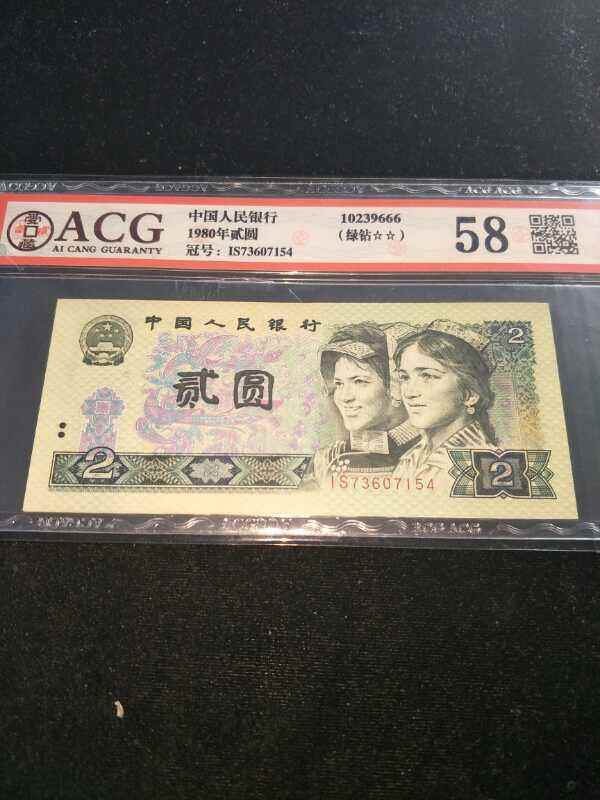 ACG
AI CANG GUARANTY
中国人民银行
1980年贰圆
冠号：IS73607154
10239666
（绿钻☆☆）
58
中国人民银行
2
贰圆
2
IS73607154
2